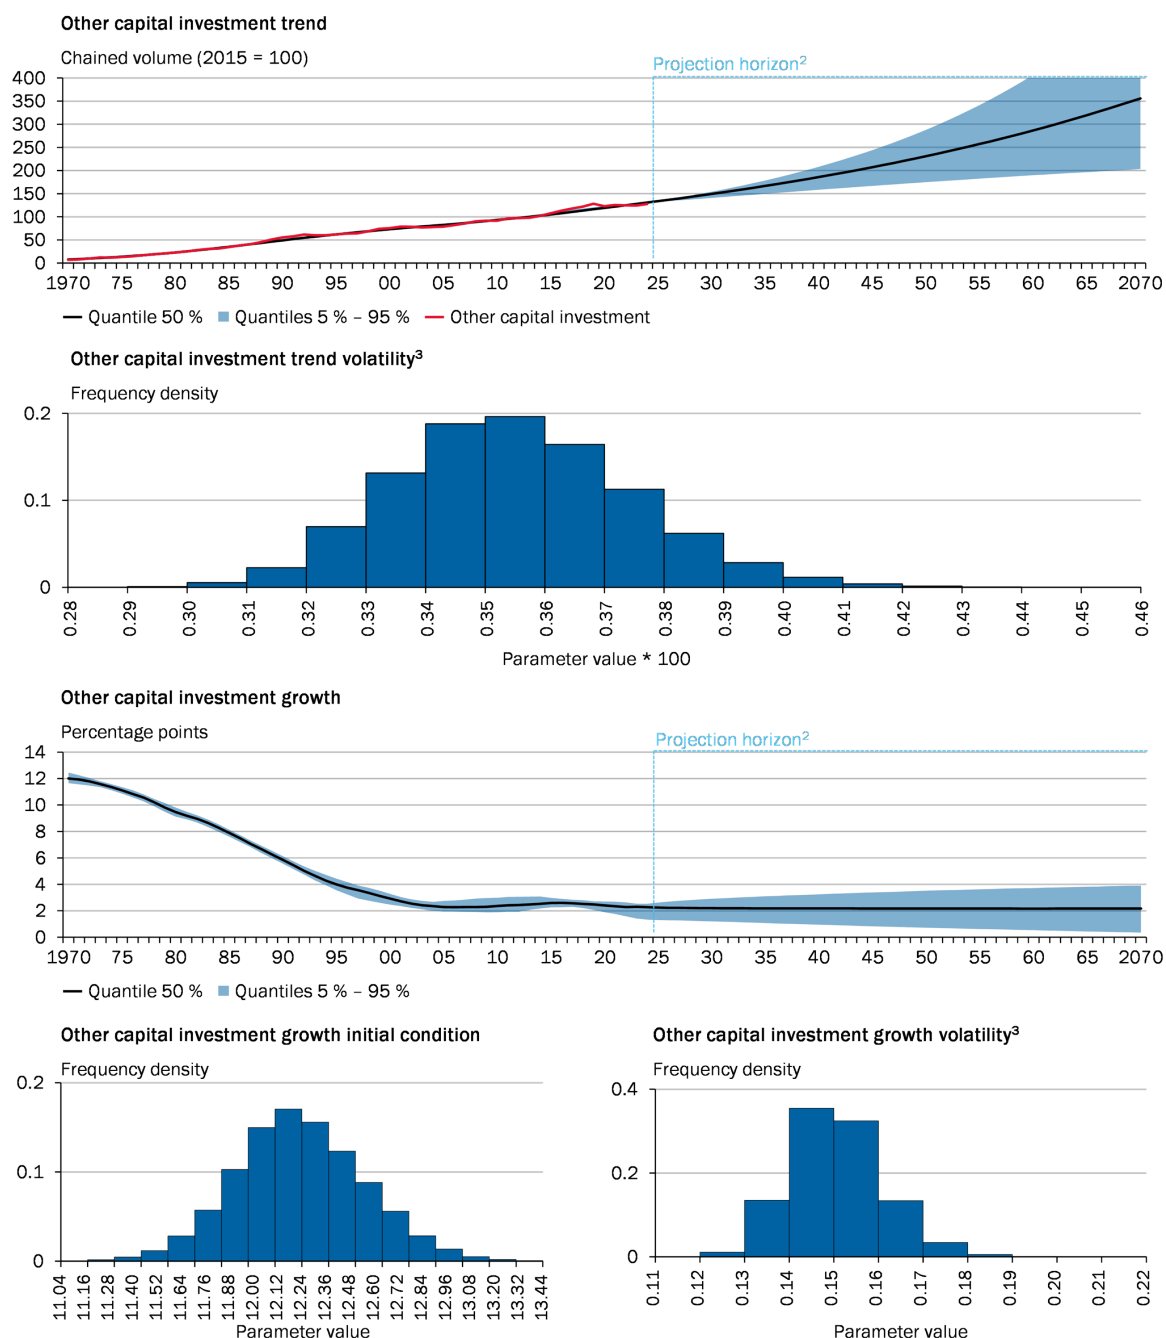 Other capital investment trend
Chained volume (2015 = 100)
Projection horizon²
400
350
300
250
200
150
100
50
0
1970 75 80 85 90 95 00 05 10 15 20 25 30 35 40 45 50 55 60 65 2070
Quantile 50 % Quantiles 5 % – 95 % Other capital investment
Other capital investment trend volatility³
Frequency density
0.2
0.1
0
0.28 0.29 0.30 0.31 0.32 0.33 0.34 0.35 0.36 0.37 0.38 0.39 0.40 0.41 0.42 0.43 0.44 0.45 0.46
Parameter value * 100
Other capital investment growth
Percentage points
Projection horizon²
14
12
10
8
6
4
2
0
1970 75 80 85 90 95 00 05 10 15 20 25 30 35 40 45 50 55 60 65 2070
Quantile 50 % Quantiles 5 % – 95 %
Other capital investment growth initial condition
Frequency density
0.2
0.1
0
11.04 11.16 11.28 11.40 11.52 11.64 11.76 11.88 12.00 12.12 12.24 12.36 12.48 12.60 12.72 12.84 12.96 13.08 13.20 13.32 13.44
Parameter value
Other capital investment growth volatility³
Frequency density
0.4
0.2
0
0.11 0.12 0.13 0.14 0.15 0.16 0.17 0.18 0.19 0.20 0.21 0.22
Parameter value